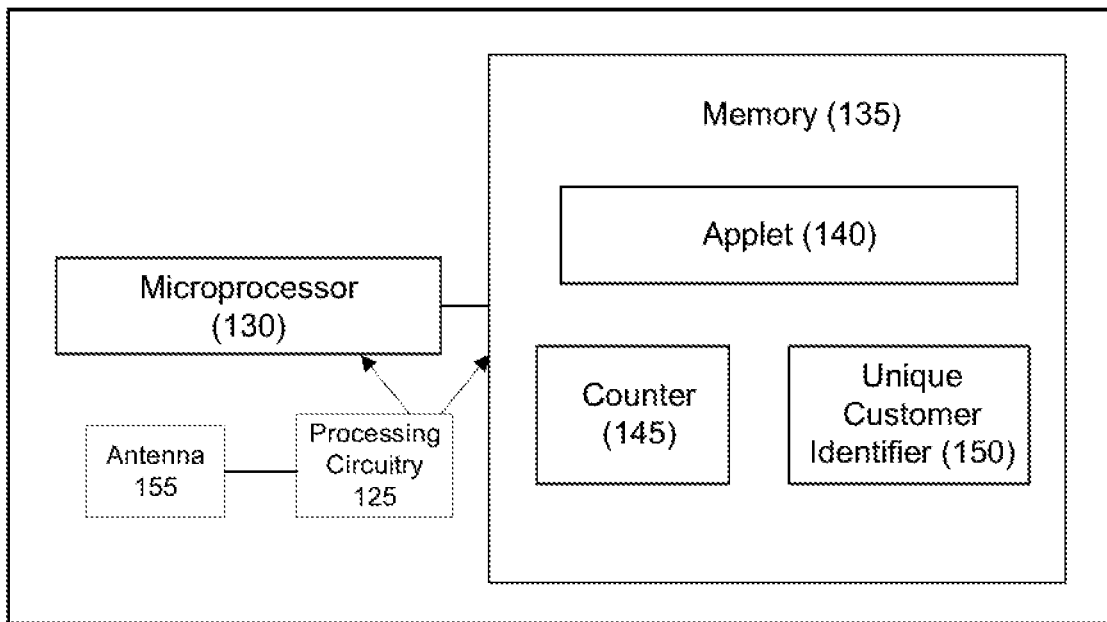 Memory (135)
Applet (140)
Microprocessor
(130)
Counter
(145)
Unique
Customer
Identifier (150)
Processing
Circuitry
125
Antenna
155